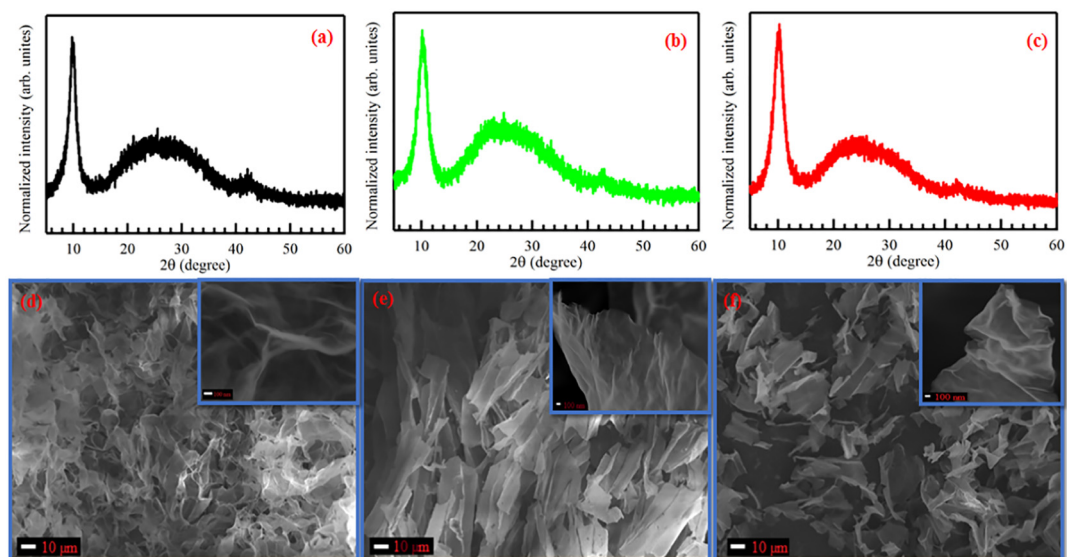 (a)
Normalized intensity (arb. unites)
10 20 30 40 50 60
2θ (degree)
(b)
Normalized intensity (arb. unites)
10 20 30 40 50 60
2θ (degree)
(c)
Normalized intensity (arb. unites)
10 20 30 40 50 60
2θ (degree)
(d)
10 μm
(e)
10 μm
(f)
100 nm
10 μm